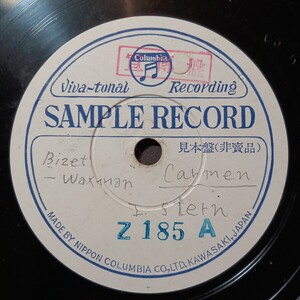 Columbia
Viva-tonal Recording
SAMPLE RECORD
見本盤(非賣品)
Bizet
-Waxman Carmen
I Stern
Z 185 A
MADE BY NIPPON COLUMBIA CO., LTD. KAWASAKI, JAPAN.